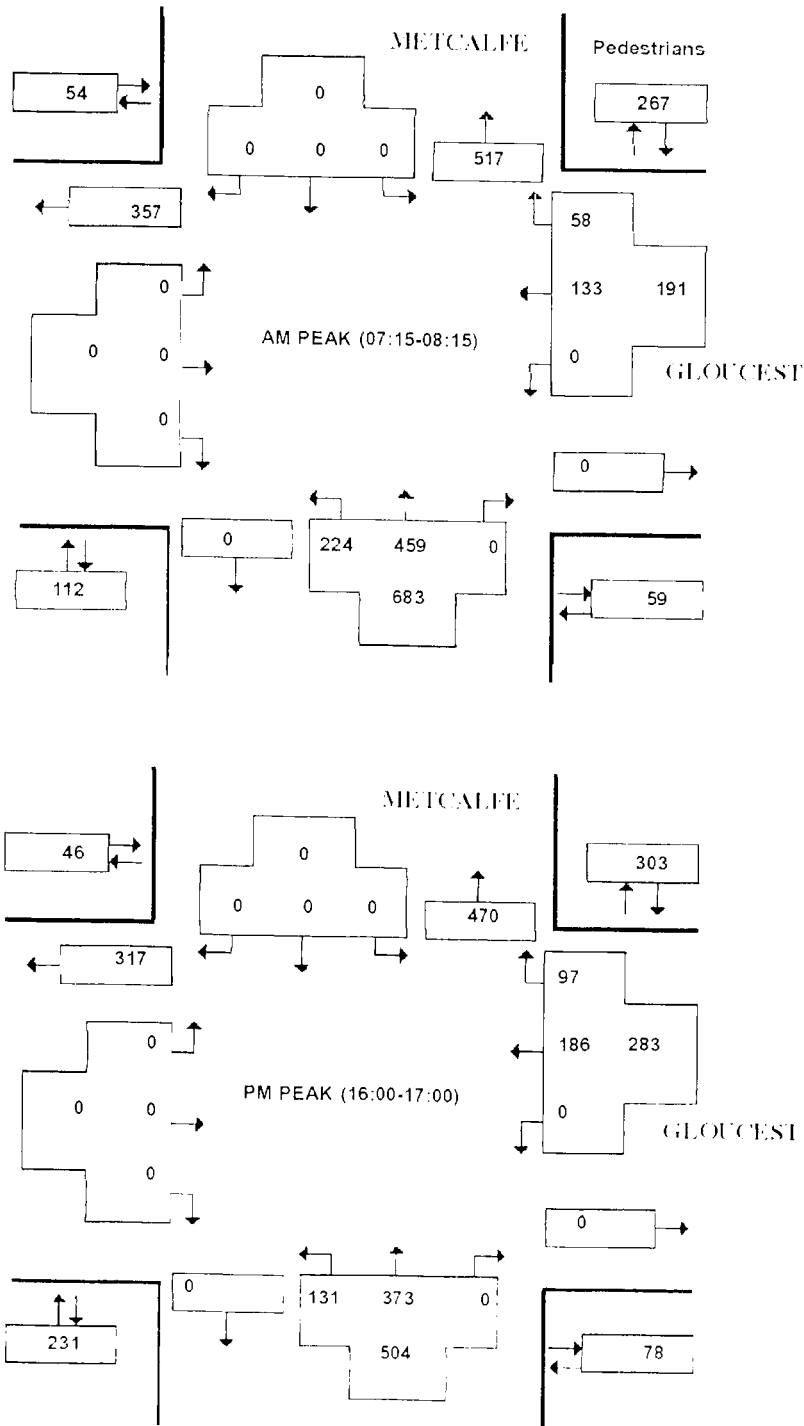 METCALFE
Pedestrians
54
0
267
0 0 0
517
357
58
0
133 191
AM PEAK (07:15-08:15)
0 0
0
GLOUCEST
0
0
0
224 459 0
112
683
59
METCALFE
46
0
303
0 0 0
470
317
97
0
186 283
PM PEAK (16:00-17:00)
0 0
0
GLOUCEST
0
0
0
131 373 0
231
504
78